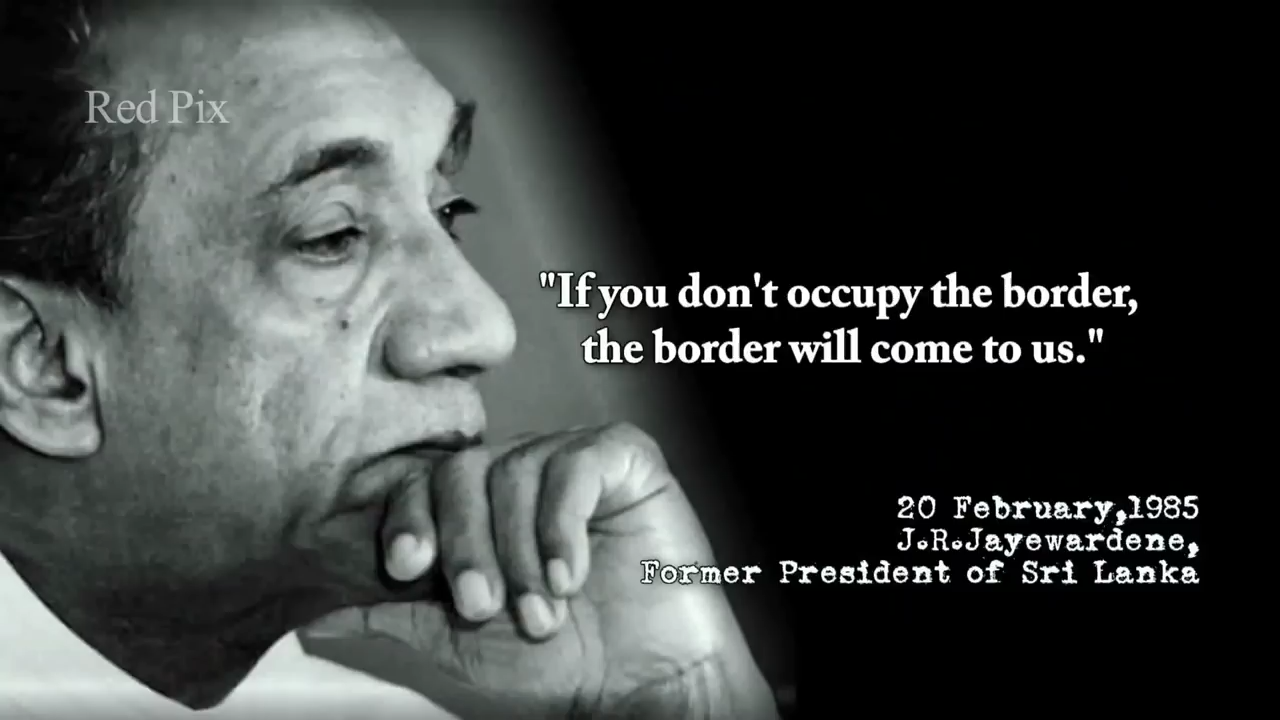 Red Pix
"If you don't occupy the border,
the border will come to us."
20 February,1985
J.R.Jayewardene,
Former President of Sri Lanka